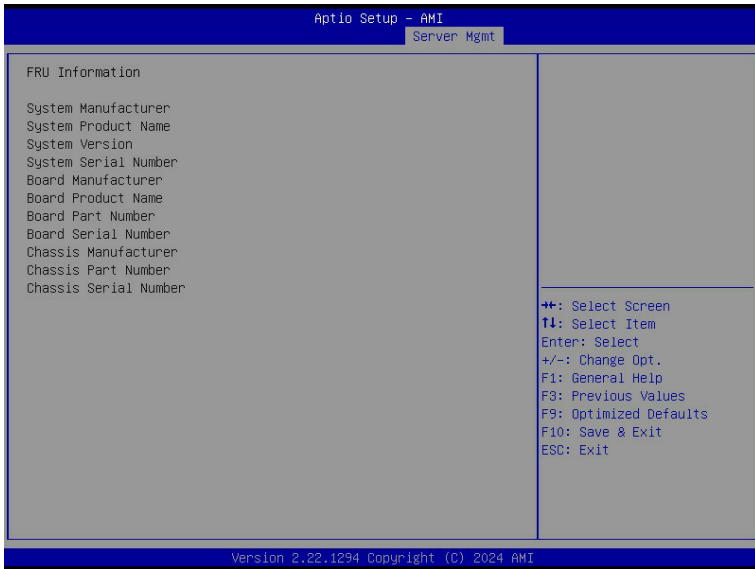 Aptio Setup – AMI
Server Mgmt
FRU Information
System Manufacturer
System Product Name
System Version
System Serial Number
Board Manufacturer
Board Product Name
Board Part Number
Board Serial Number
Chassis Manufacturer
Chassis Part Number
Chassis Serial Number
→←: Select Screen
↑↓: Select Item
Enter: Select
+/-: Change Opt.
F1: General Help
F3: Previous Values
F9: Optimized Defaults
F10: Save & Exit
ESC: Exit
Version 2.22.1294 Copyright (C) 2024 AMI